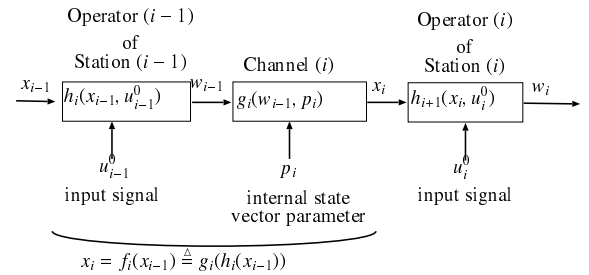 Operator (i − 1)
of
Station (i − 1)
Channel (i)
Operator (i)
of
Station (i)
x_{i−1}
h_i(x_{i−1}, u^0_{i−1})
w_{i−1}
g_i(w_{i−1}, p_i)
x_i
h_{i+1}(x_i, u^0_i)
w_i
u^0_{i−1}
p_i
u^0_i
input signal
internal state
vector parameter
input signal
x_i = f_i(x_{i−1}) ≜ g_i(h_i(x_{i−1}))